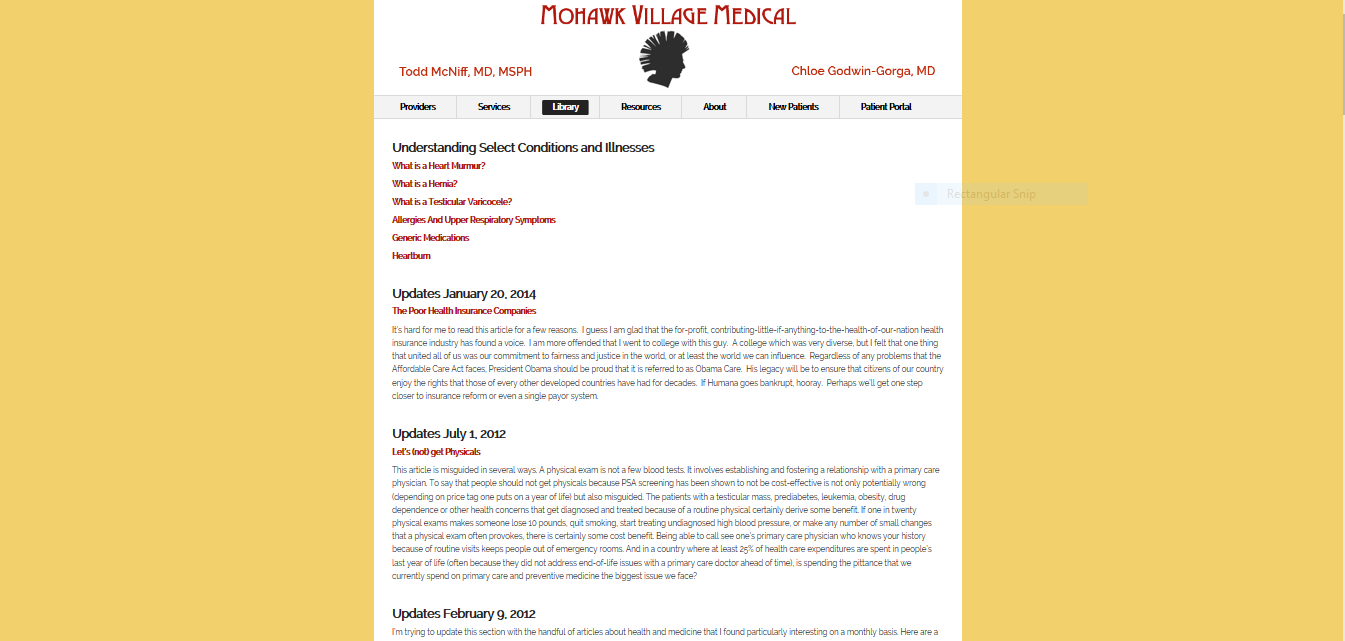 Mohawk Village Medical
Todd McNiff, MD, MSPH
Chloe Godwin-Gorga, MD
Providers Services Library Resources About New Patients Patient Portal
Understanding Select Conditions and Illnesses
What is a Heart Murmur?
What is a Hernia?
Rectangular Snip
What is a Testicular Varicocele?
Allergies And Upper Respiratory Symptoms
Generic Medications
Heartburn
Updates January 20, 2014
The Poor Health Insurance Companies
It's hard for me to read this article for a few reasons. I guess I am glad that the for-profit, contributing-little-if-anything-to-the-health-of-our-nation health
insurance industry has found a voice. I am more offended that I went to college with this guy. A college which was very diverse, but I felt that one thing
that united all of us was our commitment to fairness and justice in the world, or at least the world we can influence. Regardless of any problems that the
Affordable Care Act faces, President Obama should be proud that it is referred to as Obama Care. His legacy will be to ensure that citizens of our country
enjoy the rights that those of every other developed countries have had for decades. If Humana goes bankrupt, hooray. Perhaps we'll get one step
closer to insurance reform or even a single payor system.
Updates July 1, 2012
Let's (not) get Physicals
This article is misguided in several ways. A physical exam is not a few blood tests. It involves establishing and fostering a relationship with a primary care
physician. To say that people should not get physicals because PSA screening has been shown to not be cost-effective is not only potentially wrong
(depending on price tag one puts on a year of life) but also misguided. The patients with a testicular mass, prediabetes, leukemia, obesity, drug
dependence or other health concerns that get diagnosed and treated because of a routine physical certainly derive some benefit. If one in twenty
physical exams makes someone lose 10 pounds, quit smoking, start treating undiagnosed high blood pressure, or make any number of small changes
that a physical exam often provokes, there is certainly some cost benefit. Being able to call see one's primary care physician who knows your history
because of routine visits keeps people out of emergency rooms. And in a country where at least 25% of health care expenditures are spent in people's
last year of life (often because they did not address end-of-life issues with a primary care doctor ahead of time), is spending the pittance that we
currently spend on primary care and preventive medicine the biggest issue we face?
Updates February 9, 2012
I'm trying to update this section with the handful of articles about health and medicine that I found particularly interesting on a monthly basis. Here are a